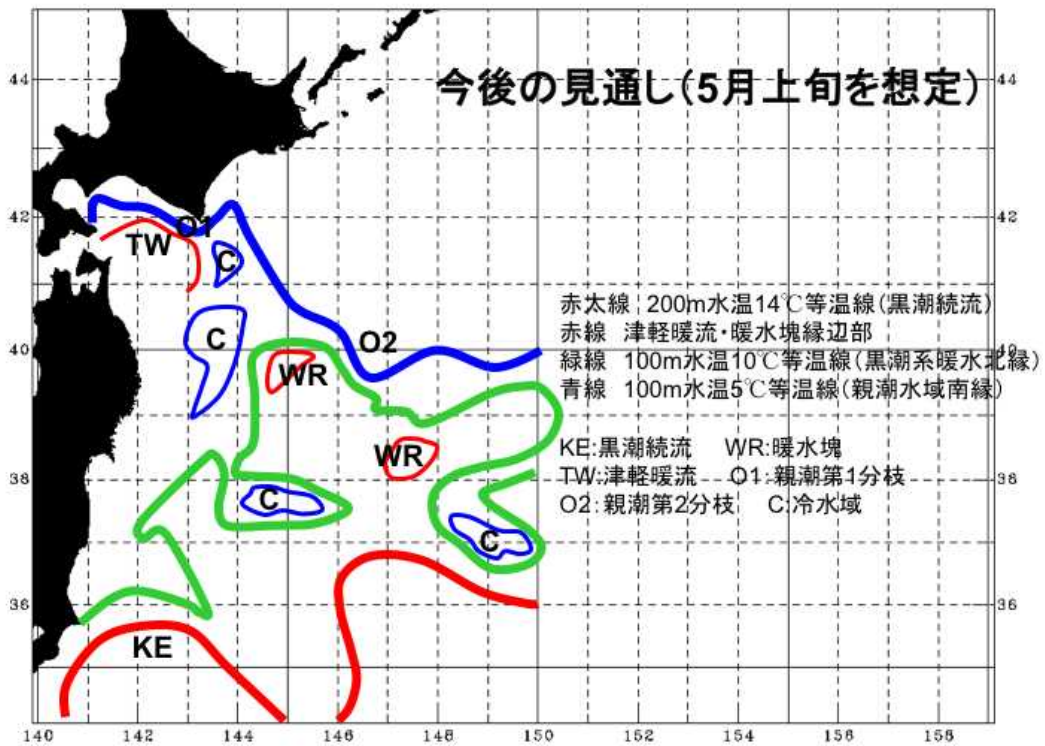 今後の見通し(5月上旬を想定)
44
44
42
42
O1
TW
C
赤太線 200m水温14℃等温線(黒潮続流)
C
O2
赤線 津軽暖流・暖水塊縁辺部
40
40
緑線 100m水温10℃等温線(黒潮系暖水北縁)
WR
青線 100m水温5℃等温線(親潮水域南縁)
KE:黒潮続流 WR:暖水塊
WR
TW:津軽暖流 O1:親潮第1分枝
38
38
C
O2:親潮第2分枝 C:冷水域
C
36
36
KE
140 142 144 146 148 150 152 154 156 158